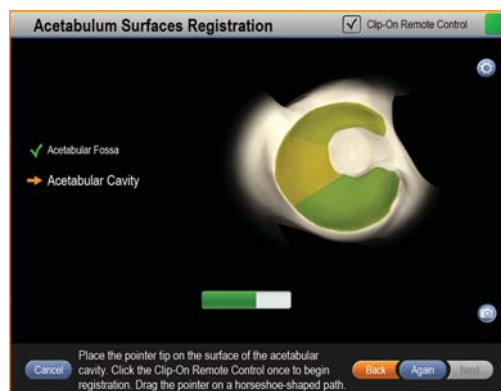 Acetabulum Surfaces Registration
Clip-On Remote Control
Acetabular Fossa
Acetabular Cavity
Place the pointer tip on the surface of the acetabular
cavity. Click the Clip-On Remote Control once to begin
registration. Drag the pointer on a horseshoe-shaped path.
Cancel
Back
Again
Next